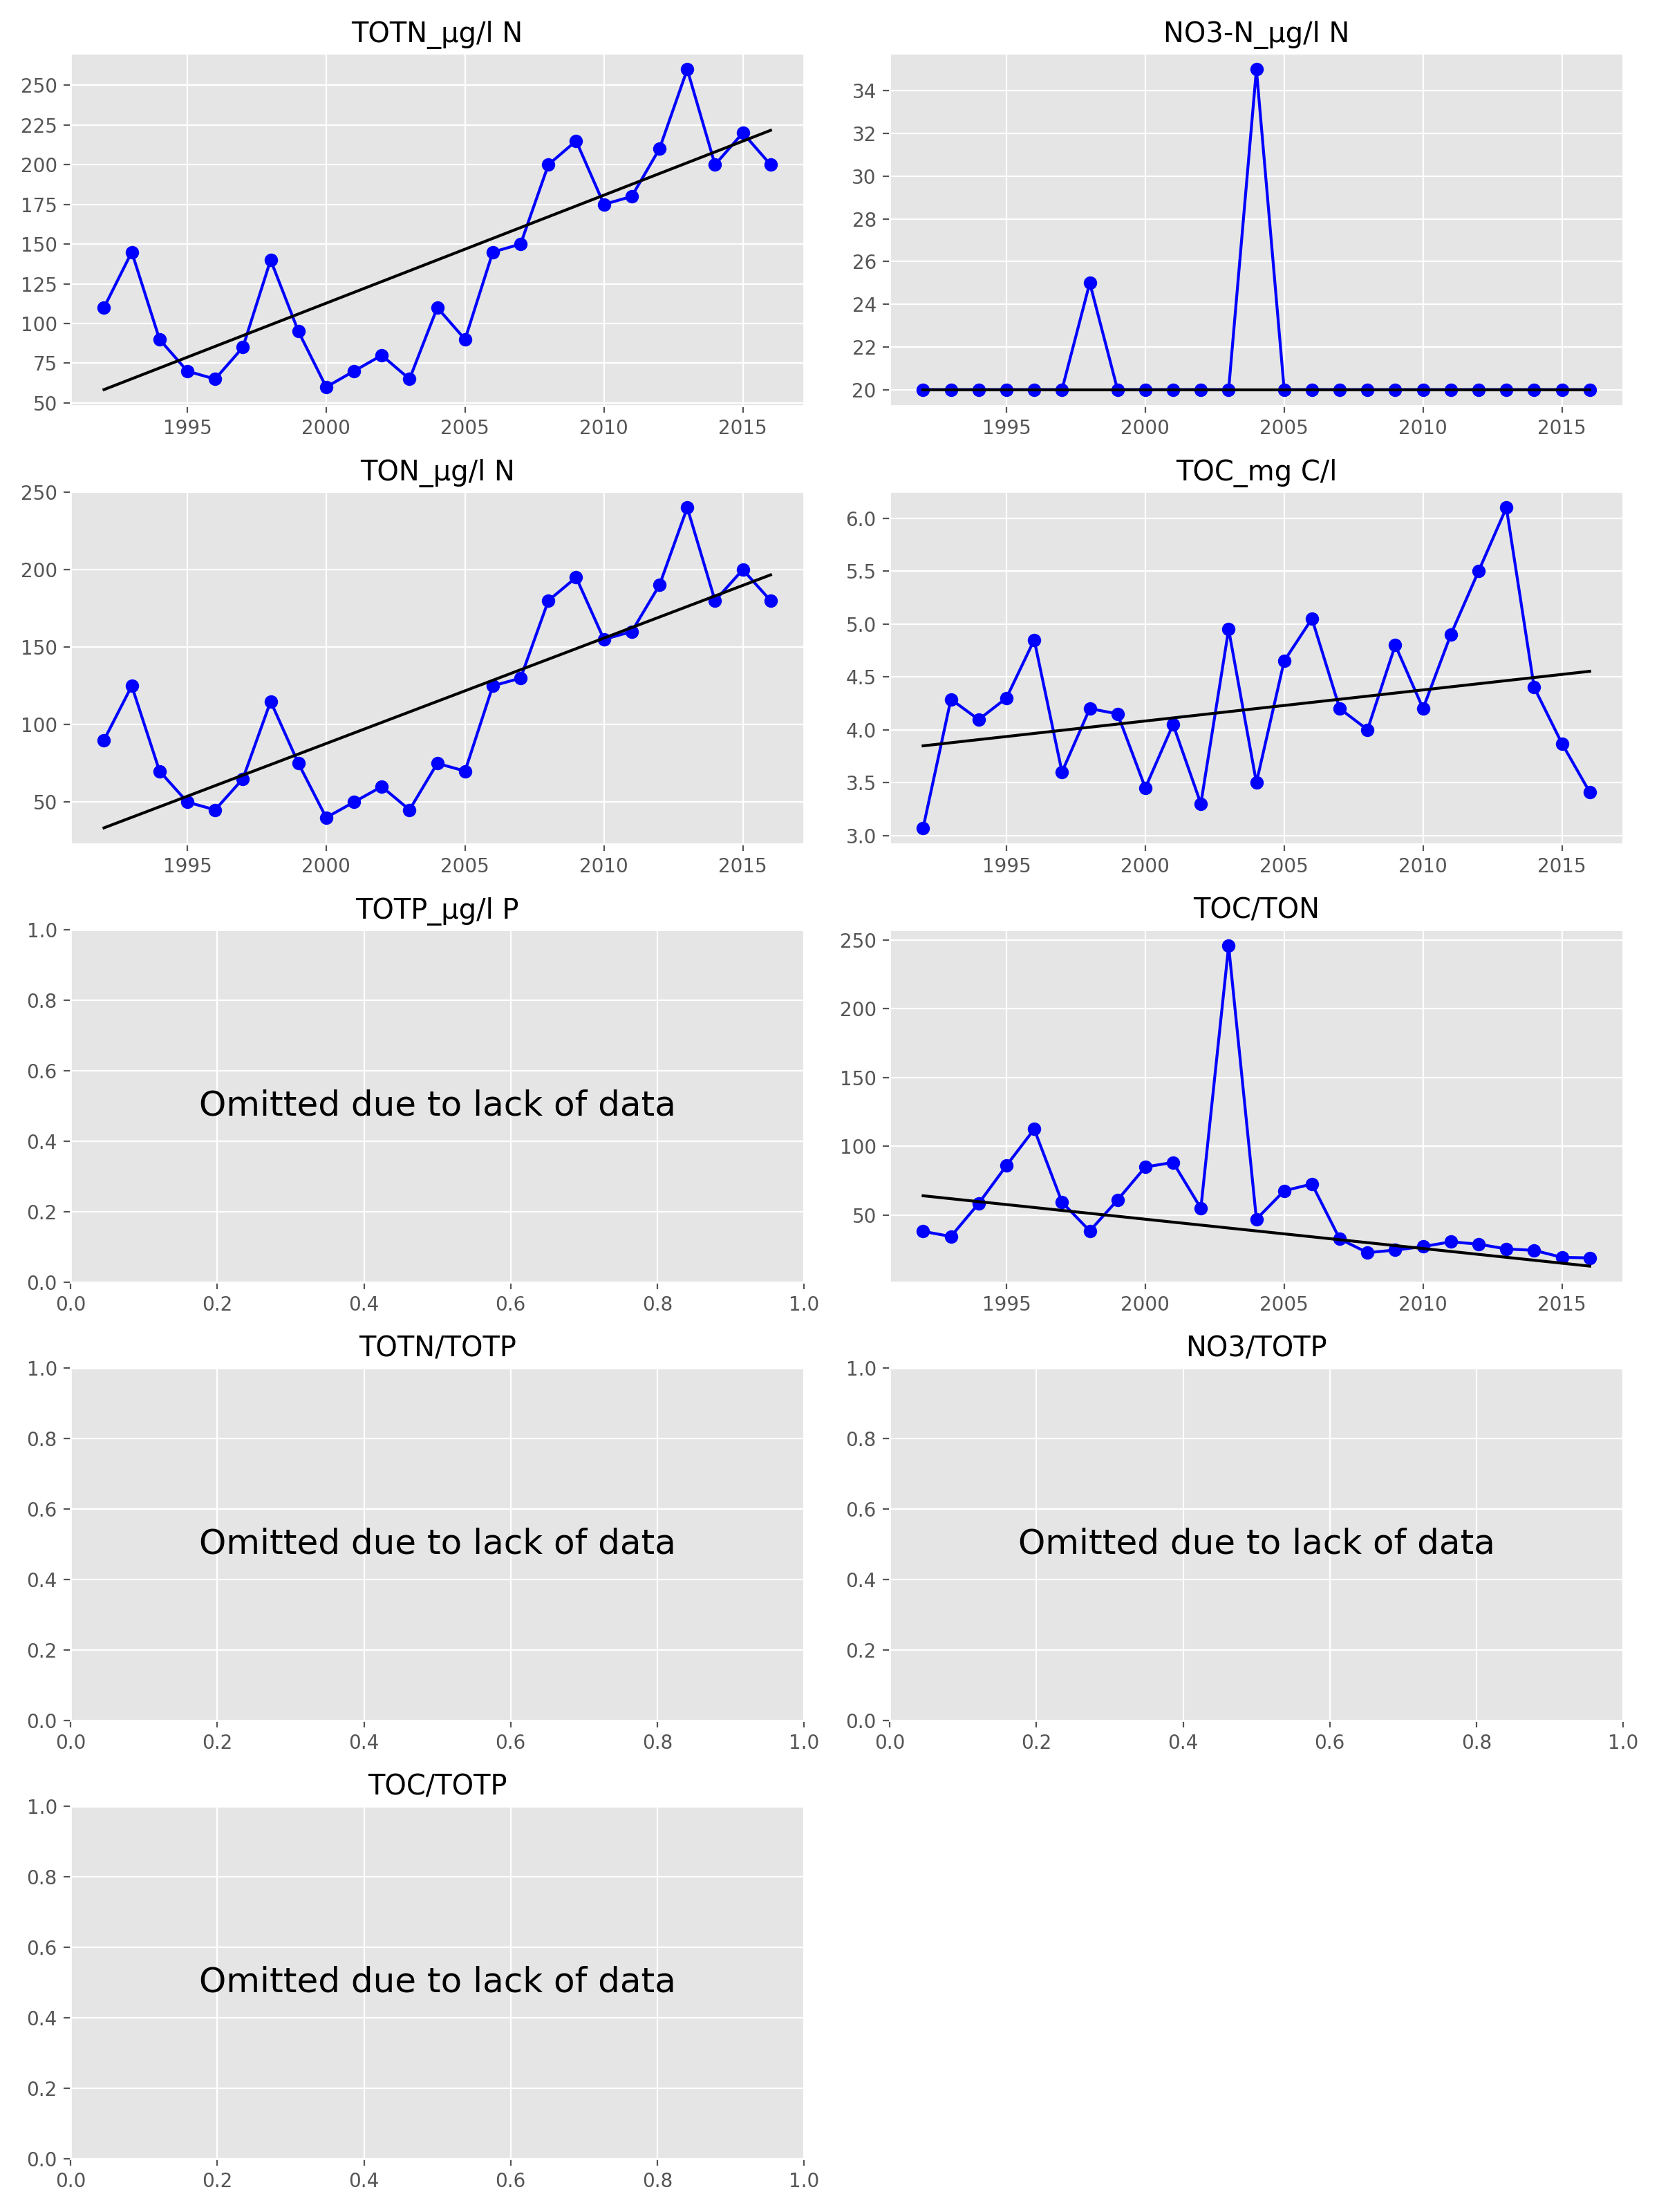 TOTN_µg/l N
250
225
200
175
150
125
100
75
50
1995 2000 2005 2010 2015
NO3-N_µg/l N
34
32
30
28
26
24
22
20
1995 2000 2005 2010 2015
TON_µg/l N
250
200
150
100
50
1995 2000 2005 2010 2015
TOC_mg C/l
6.0
5.5
5.0
4.5
4.0
3.5
3.0
1995 2000 2005 2010 2015
TOTP_µg/l P
1.0
0.8
0.6
Omitted due to lack of data
0.4
0.2
0.0
0.0 0.2 0.4 0.6 0.8 1.0
TOC/TON
250
200
150
100
50
1995 2000 2005 2010 2015
TOTN/TOTP
1.0
0.8
0.6
Omitted due to lack of data
0.4
0.2
0.0
0.0 0.2 0.4 0.6 0.8 1.0
NO3/TOTP
1.0
0.8
0.6
Omitted due to lack of data
0.4
0.2
0.0
0.0 0.2 0.4 0.6 0.8 1.0
TOC/TOTP
1.0
0.8
0.6
Omitted due to lack of data
0.4
0.2
0.0
0.0 0.2 0.4 0.6 0.8 1.0